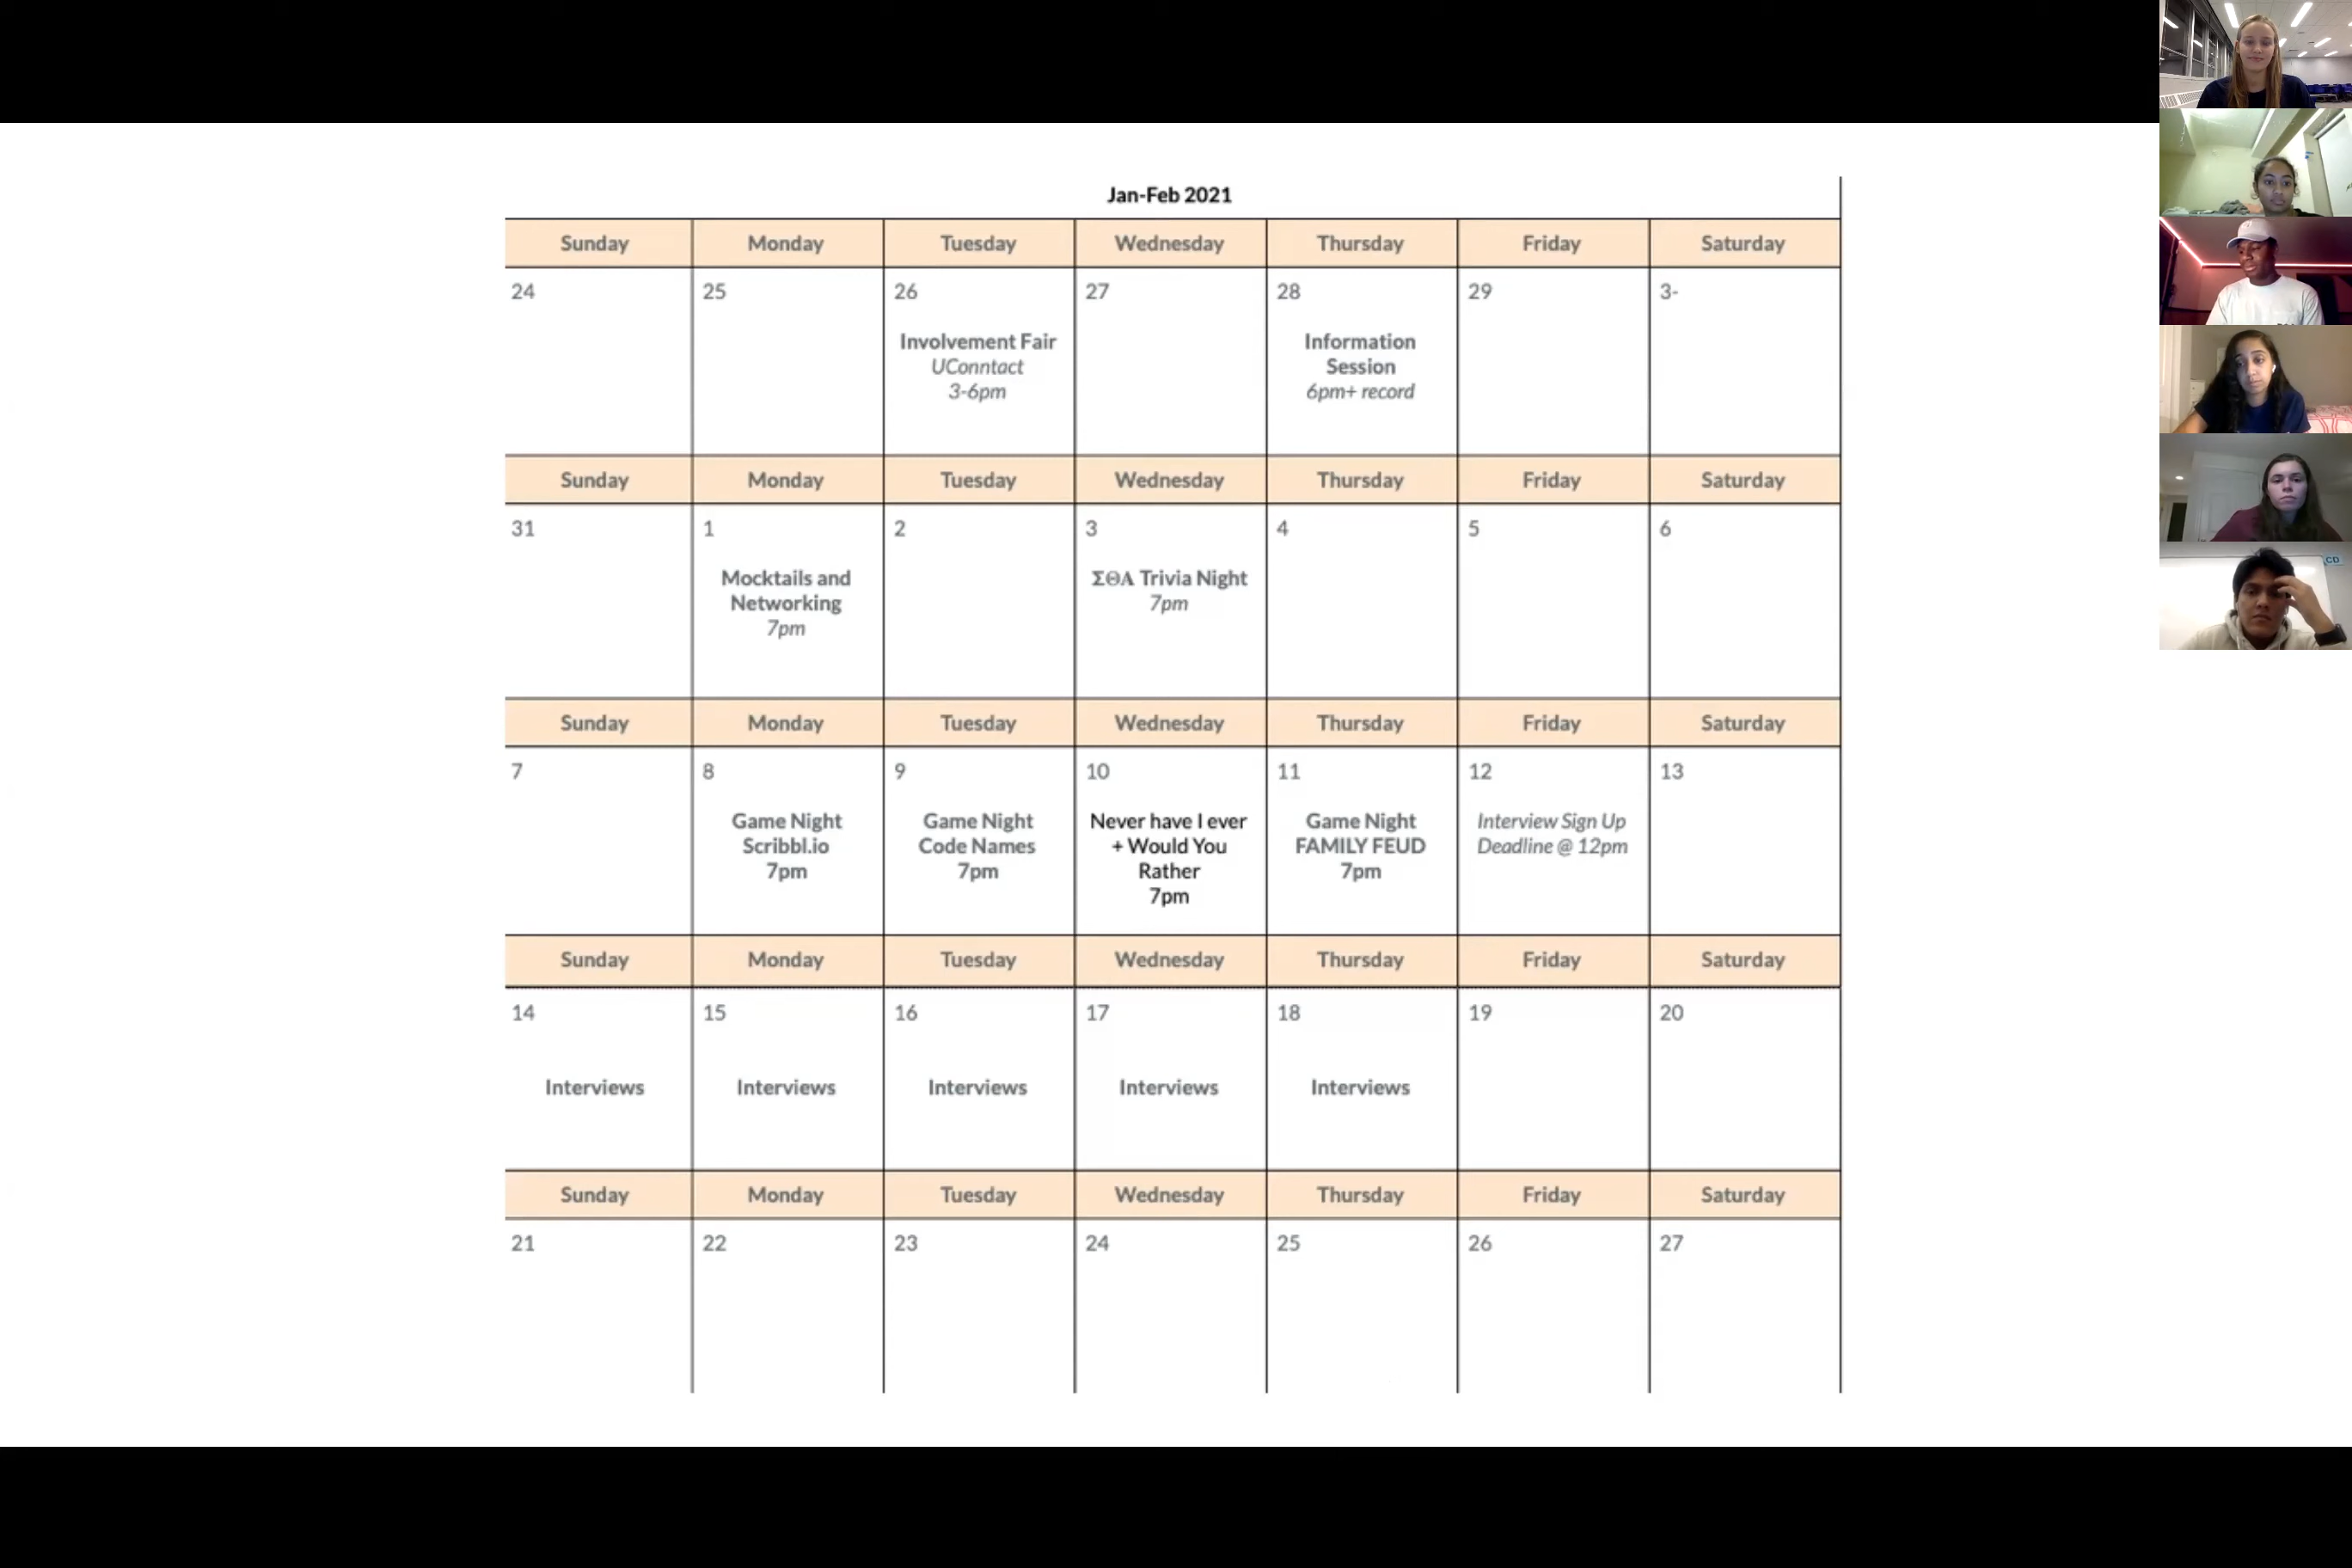 Jan-Feb 2021
Sunday Monday Tuesday Wednesday Thursday Friday Saturday
24 25 26 27 28 29 3-
Involvement Fair
UConntact
3-6pm
Information
Session
6pm+ record
Sunday Monday Tuesday Wednesday Thursday Friday Saturday
31 1 2 3 4 5 6
Mocktails and
Networking
7pm
ΣΘΑ Trivia Night
7pm
Sunday Monday Tuesday Wednesday Thursday Friday Saturday
7 8 9 10 11 12 13
Game Night
Scribbl.io
7pm
Game Night
Code Names
7pm
Never have I ever
+ Would You
Rather
7pm
Game Night
FAMILY FEUD
7pm
Interview Sign Up
Deadline @ 12pm
Sunday Monday Tuesday Wednesday Thursday Friday Saturday
14 15 16 17 18 19 20
Interviews Interviews Interviews Interviews Interviews
Sunday Monday Tuesday Wednesday Thursday Friday Saturday
21 22 23 24 25 26 27
CD